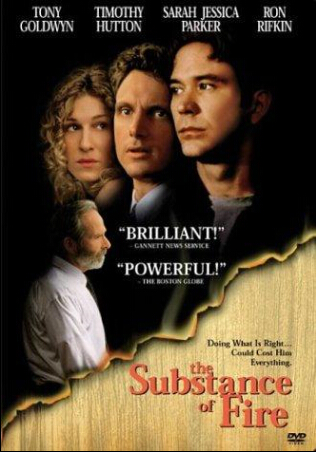 TONY GOLDWYN
TIMOTHY HUTTON
SARAH JESSICA PARKER
RON RIFKIN
“BRILLIANT!”
- GANNETT NEWS SERVICE
“POWERFUL!”
- THE BOSTON GLOBE
Doing What Is Right...
Could Cost Him
Everything.
the
Substance
of Fire
DVD